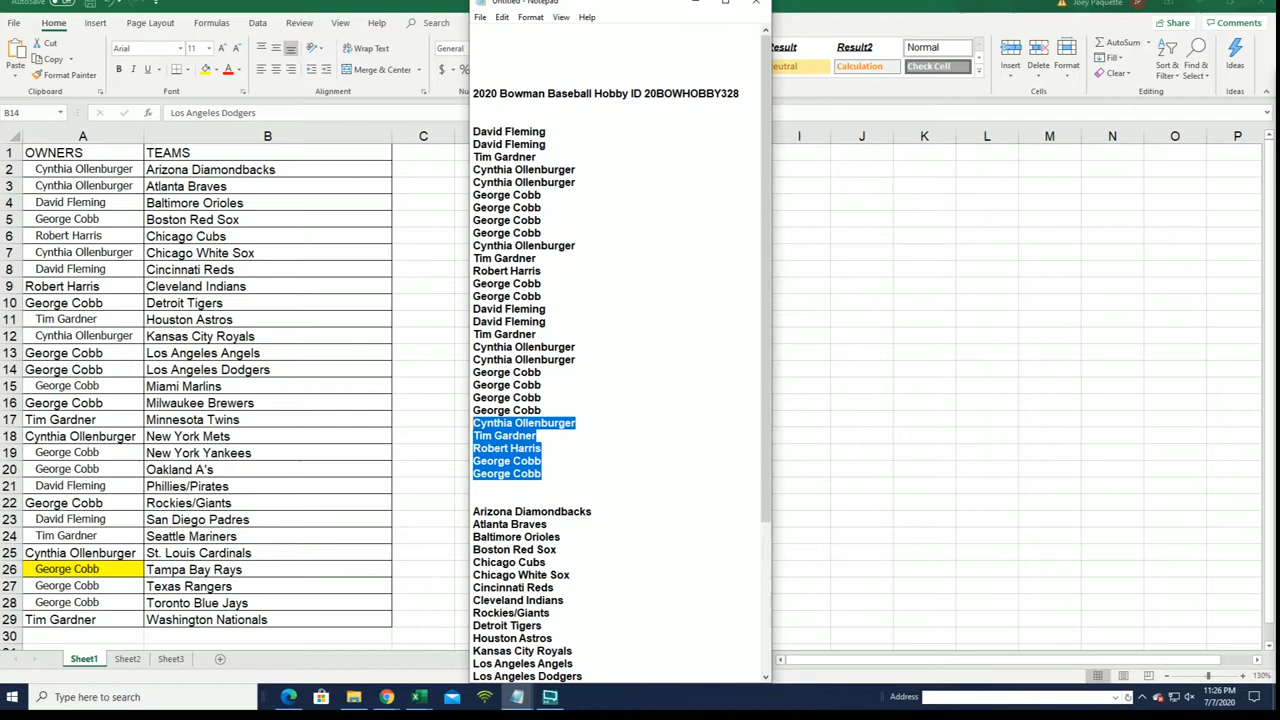 AutoSave
Untitled - Notepad
Joey Paquette
File Home Insert Page Layout Formulas Data Review View Help Search
Share Comments
File Edit Format View Help
Cut
Copy
Format Painter
Paste
Clipboard
Arial 11
Font
Wrap Text
Merge & Center
Alignment
General
Result Result2 Normal
Neutral Calculation Check Cell
Insert Delete Format
Cells
AutoSum
Fill
Clear
Sort & Filter
Find & Select
Editing
Ideas
Ideas
B14 Los Angeles Dodgers
A B C I J K L M N O P
1 OWNERS TEAMS
2 Cynthia Ollenburger Arizona Diamondbacks
3 Cynthia Ollenburger Atlanta Braves
4 David Fleming Baltimore Orioles
5 George Cobb Boston Red Sox
6 Robert Harris Chicago Cubs
7 Cynthia Ollenburger Chicago White Sox
8 David Fleming Cincinnati Reds
9 Robert Harris Cleveland Indians
10 George Cobb Detroit Tigers
11 Tim Gardner Houston Astros
12 Cynthia Ollenburger Kansas City Royals
13 George Cobb Los Angeles Angels
14 George Cobb Los Angeles Dodgers
15 George Cobb Miami Marlins
16 George Cobb Milwaukee Brewers
17 Tim Gardner Minnesota Twins
18 Cynthia Ollenburger New York Mets
19 George Cobb New York Yankees
20 George Cobb Oakland A's
21 David Fleming Phillies/Pirates
22 George Cobb Rockies/Giants
23 David Fleming San Diego Padres
24 Tim Gardner Seattle Mariners
25 Cynthia Ollenburger St. Louis Cardinals
26 George Cobb Tampa Bay Rays
27 George Cobb Texas Rangers
28 George Cobb Toronto Blue Jays
29 Tim Gardner Washington Nationals
30
2020 Bowman Baseball Hobby ID 20BOWHOBBY328
David Fleming
David Fleming
Tim Gardner
Cynthia Ollenburger
Cynthia Ollenburger
George Cobb
George Cobb
George Cobb
George Cobb
Cynthia Ollenburger
Tim Gardner
Robert Harris
George Cobb
George Cobb
David Fleming
David Fleming
Tim Gardner
Cynthia Ollenburger
Cynthia Ollenburger
George Cobb
George Cobb
George Cobb
George Cobb
Cynthia Ollenburger
Tim Gardner
Robert Harris
George Cobb
George Cobb
Arizona Diamondbacks
Atlanta Braves
Baltimore Orioles
Boston Red Sox
Chicago Cubs
Chicago White Sox
Cincinnati Reds
Cleveland Indians
Rockies/Giants
Detroit Tigers
Houston Astros
Kansas City Royals
Los Angeles Angels
Los Angeles Dodgers
Sheet1 Sheet2 Sheet3
130%
Type here to search
Address
11:26 PM
7/7/2020